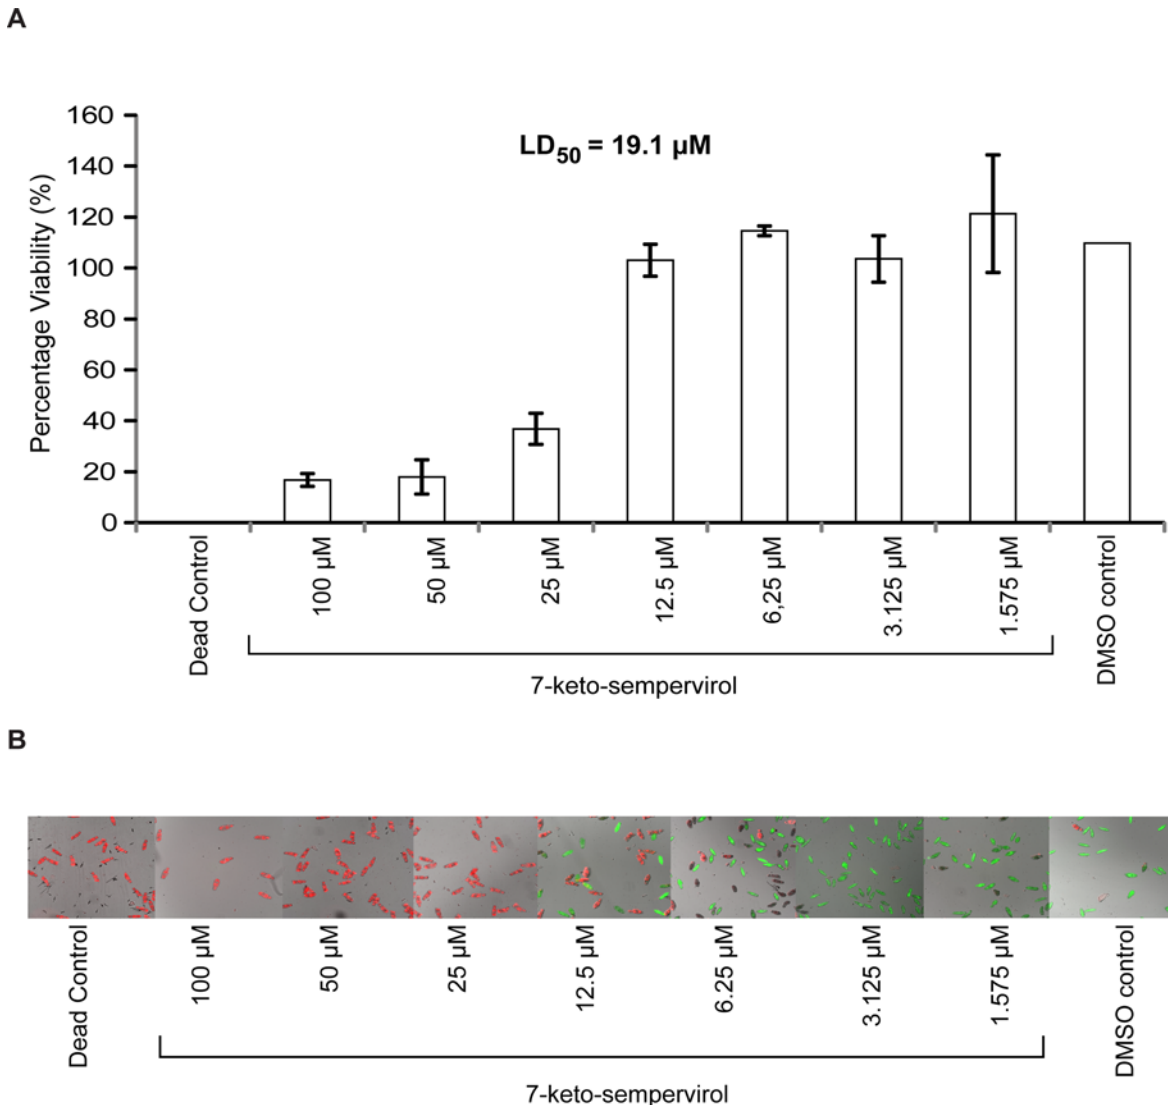 A
LD50 = 19.1 µM
Percentage Viability (%)
160
140
120
100
80
60
40
20
0
Dead Control
100 µM
50 µM
25 µM
12.5 µM
6,25 µM
3.125 µM
1.575 µM
DMSO control
7-keto-sempervirol
B
Dead Control
100 µM
50 µM
25 µM
12.5 µM
6.25 µM
3.125 µM
1.575 µM
DMSO control
7-keto-sempervirol